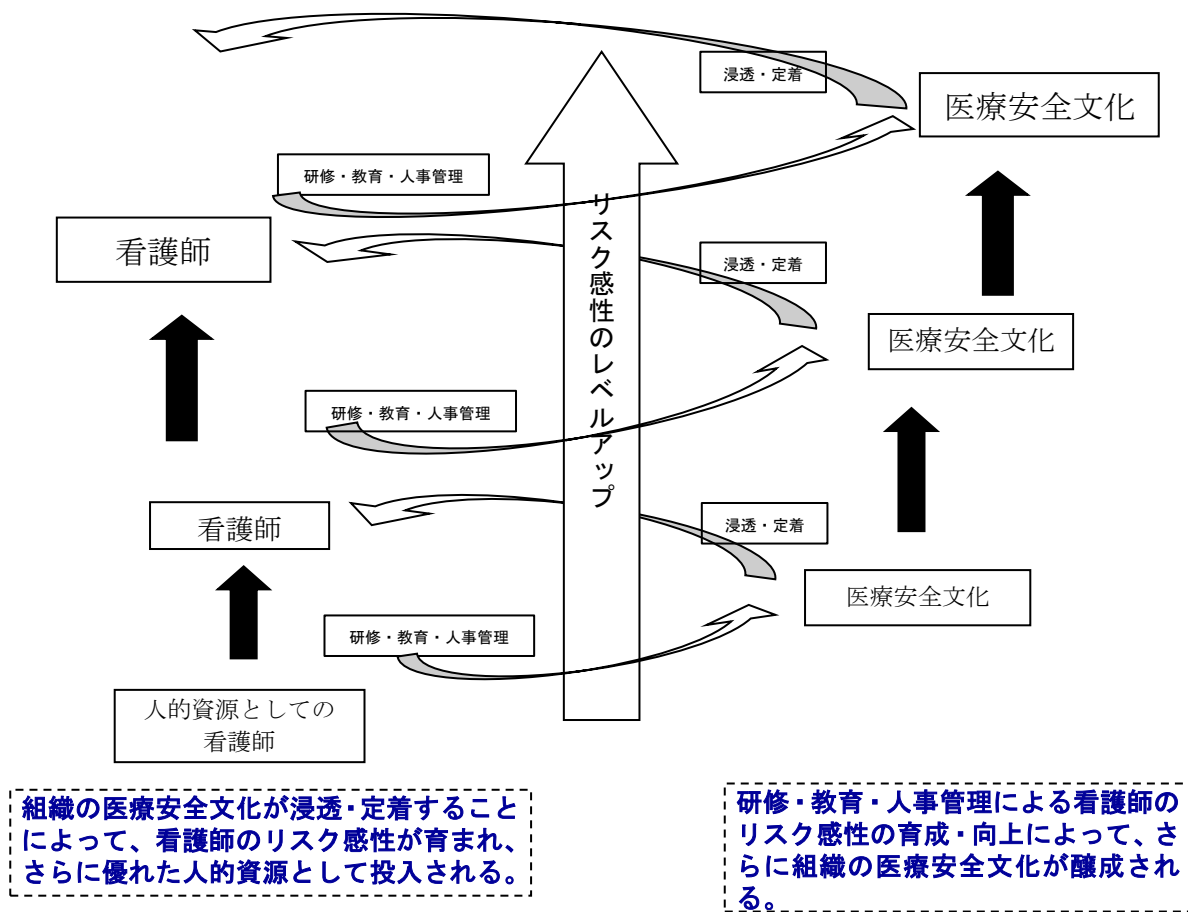 浸透・定着
医療安全文化
研修・教育・人事管理
看護師
浸透・定着
リスク感性のレベルアップ
医療安全文化
研修・教育・人事管理
看護師
浸透・定着
医療安全文化
研修・教育・人事管理
人的資源としての
看護師
組織の医療安全文化が浸透・定着すること
によって、看護師のリスク感性が育まれ、
さらに優れた人的資源として投入される。
研修・教育・人事管理による看護師の
リスク感性の育成・向上によって、さ
らに組織の医療安全文化が醸成され
る。